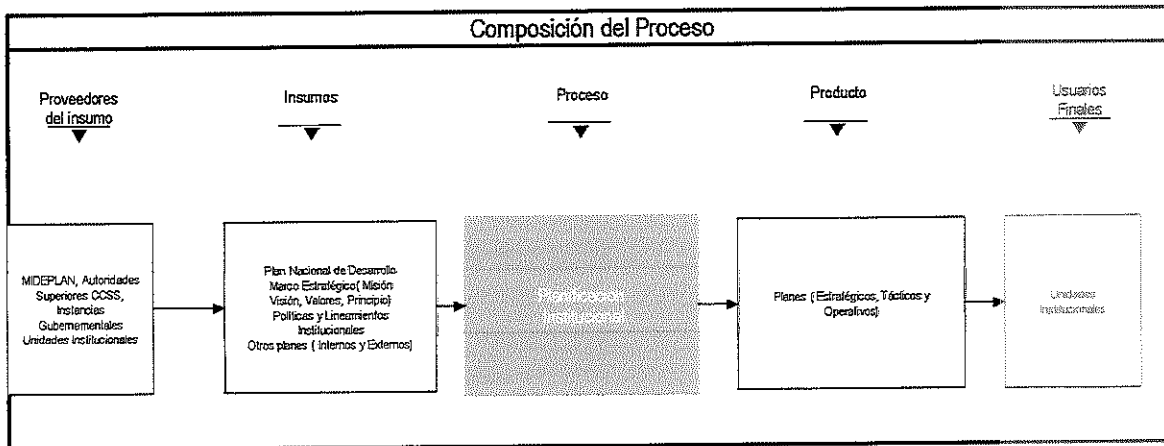 Composición del Proceso
Proveedores
del insumo
Insumos
Proceso
Producto
Usuarios
Finales
MIDEPLAN, Autoridades
Superiores CCSS,
Instancias
Gubernamentales
Unidades Institucionales
Plan Nacional de Desarrollo
Marco Estratégico( Misión
Visión, Valores, Principio)
Políticas y Lineamientos
Institucionales
Otros planes ( Internos y Externos)
Planificación
Planes ( Estratégicos, Tácticos y
Operativos)
Unidades
Institucionales